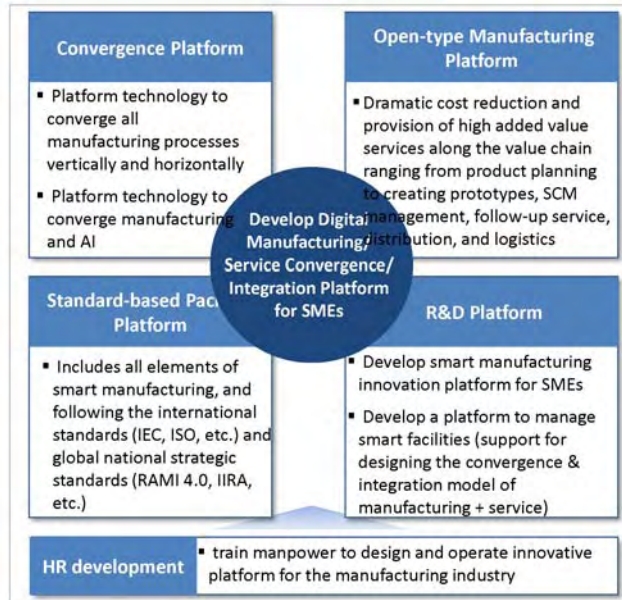 Convergence Platform
▪ Platform technology to
converge all
manufacturing processes
vertically and horizontally
▪ Platform technology to
converge manufacturing
and AI
Open-type Manufacturing
Platform
▪ Dramatic cost reduction and
provision of high added value
services along the value chain
ranging from product planning
to creating prototypes, SCM
management, follow-up service,
distribution, and logistics
Develop Digital
Manufacturing/
Service Convergence/
Integration Platform
for SMEs
Standard-based
Platform
▪ Includes all elements of
smart manufacturing, and
following the international
standards (IEC, ISO, etc.) and
global national strategic
standards (RAMI 4.0, IIRA,
etc.)
R&D Platform
▪ Develop smart manufacturing
innovation platform for SMEs
▪ Develop a platform to manage
smart facilities (support for
designing the convergence &
integration model of
manufacturing + service)
HR development
▪ train manpower to design and operate innovative
platform for the manufacturing industry